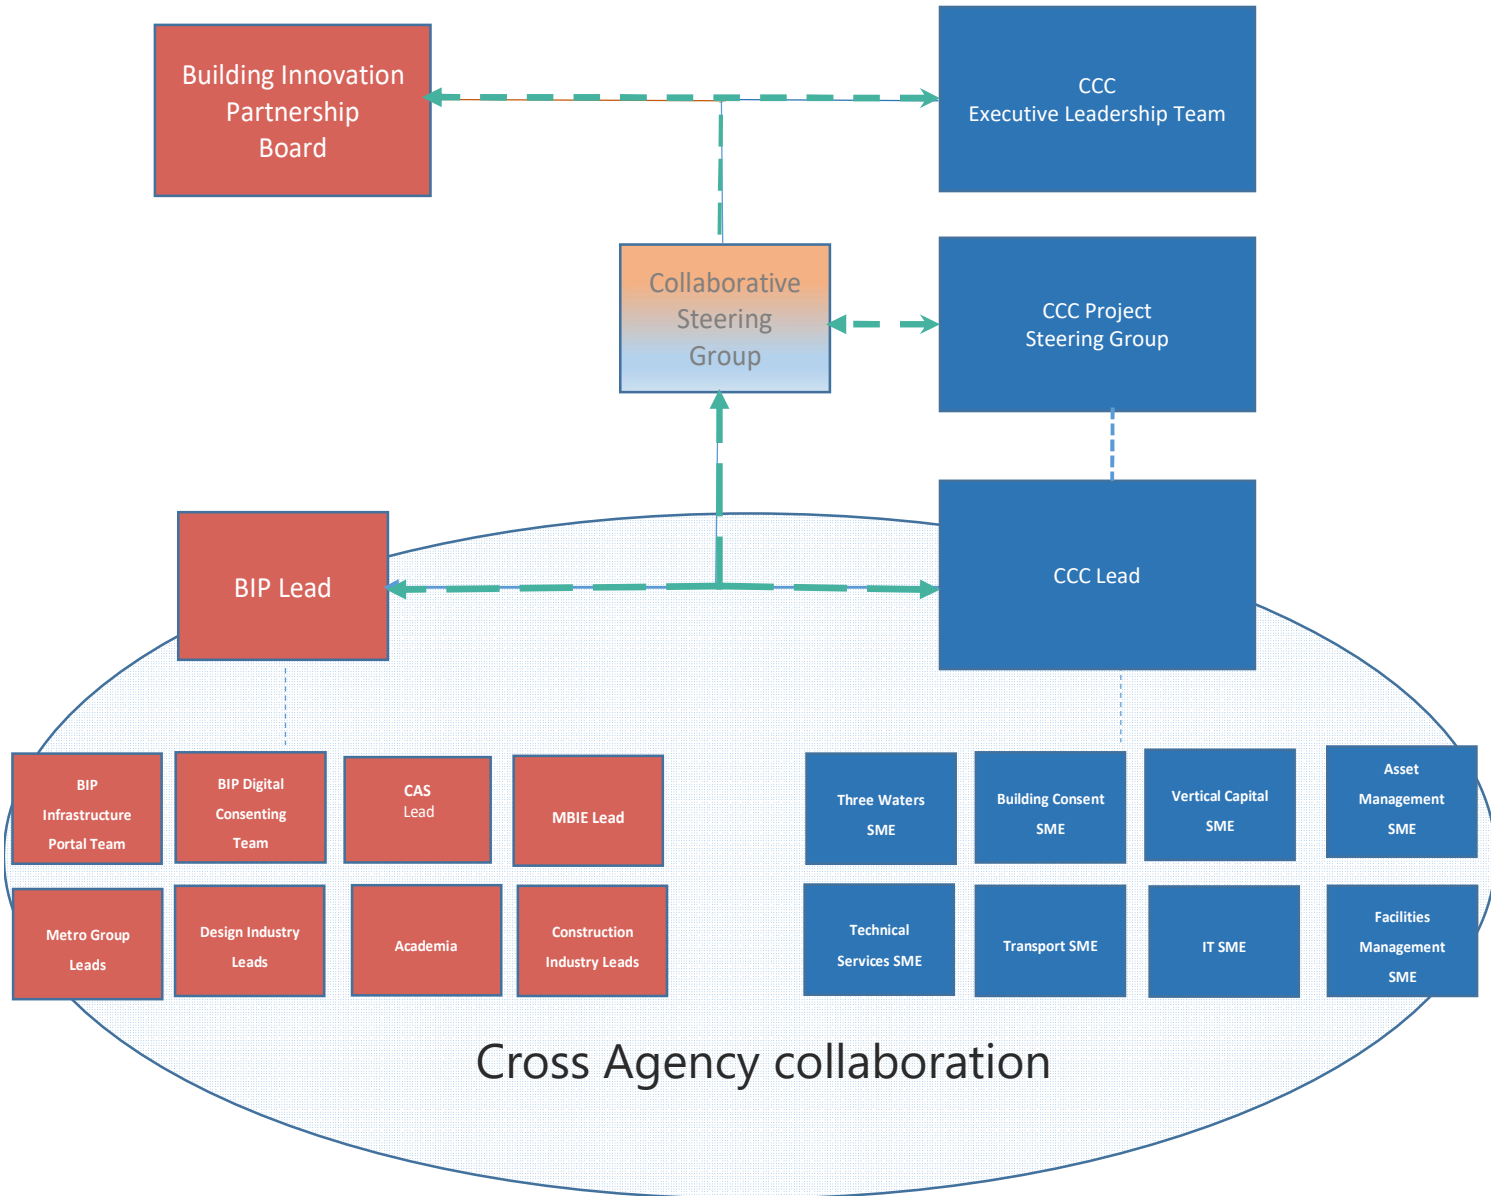 Building Innovation
Partnership
Board
CCC
Executive Leadership Team
Collaborative
Steering
Group
CCC Project
Steering Group
BIP Lead
CCC Lead
BIP
Infrastructure
Portal Team
BIP Digital
Consenting
Team
CAS
Lead
MBIE Lead
Three Waters
SME
Building Consent
SME
Vertical Capital
SME
Asset
Management
SME
Metro Group
Leads
Design Industry
Leads
Academia
Construction
Industry Leads
Technical
Services SME
Transport SME
IT SME
Facilities
Management
SME
Cross Agency collaboration